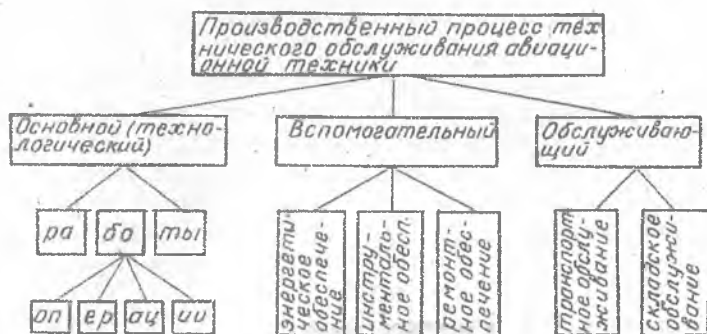 Производственный процесс тех
нического обслуживания авиаци-
онной техники
Основной (техно-
логический)
Вспомогательный
Обслуживаю-
щий
ра
бо
ты
оп
ер
ац
ии
энергети-
ческое
обеспече-
ние
инстру-
менталь-
ное обесп.
ремонт-
ное обес-
печение
транспорт
ное обслу-
живание
складское
обслужи-
вание